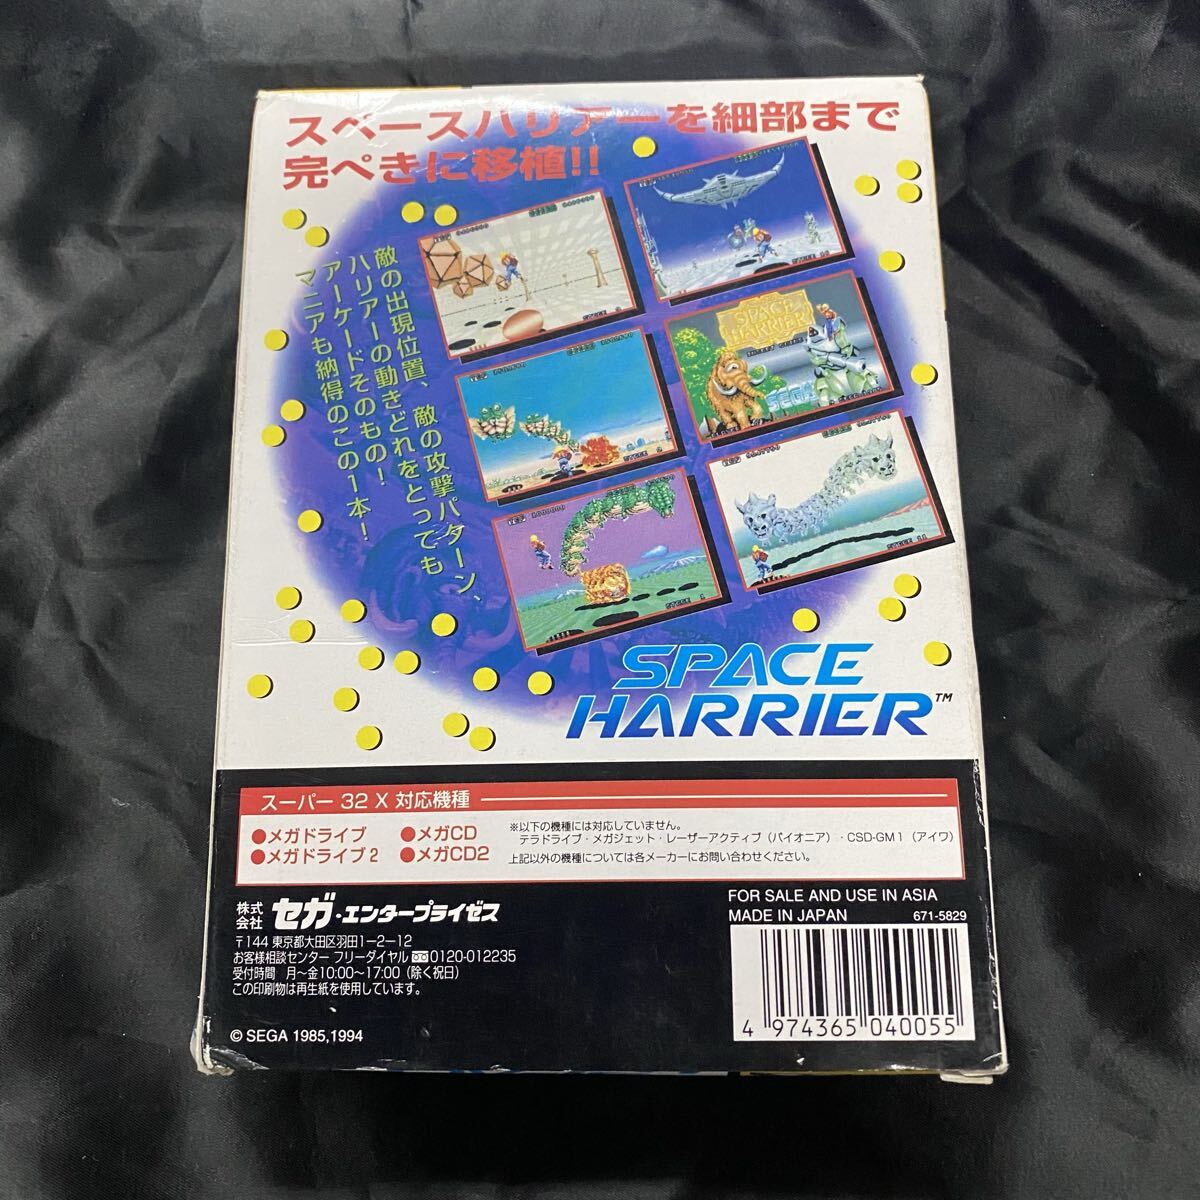 スペースハリアーを細部まで
完ぺきに移植!!
敵の出現位置、敵の攻撃パターン、
ハリアーの動きどれをとっても
アーケードそのもの！
マニアも納得のこの1本！
STAGE 10
SPACE
HARRIER
SEGA
STAGE 2
STAGE 11
STAGE 1
SPACE
HARRIER™
スーパー 32 X 対応機種
●メガドライブ ●メガCD
●メガドライブ2 ●メガCD2
※以下の機種には対応していません。
テラドライブ・メガジェット・レーザーアクティブ（パイオニア）・CSD-GM1（アイワ）
上記以外の機種については各メーカーにお問い合わせください。
株式会社 セガ・エンタープライゼス
〒144 東京都大田区羽田1-2-12
お客様相談センター フリーダイヤル 0120-012235
受付時間 月〜金10:00〜17:00（除く祝日）
この印刷物は再生紙を使用しています。
© SEGA 1985,1994
FOR SALE AND USE IN ASIA
MADE IN JAPAN 671-5829
4 974365 040055